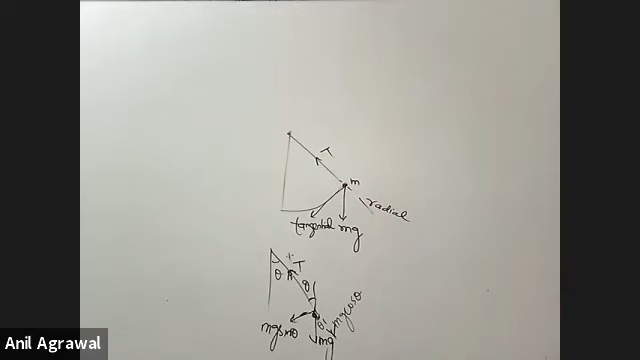 T
m
radial
tangential mg
T
θ
θ
θ
mg cosθ
mg sinθ
mg
Anil Agrawal